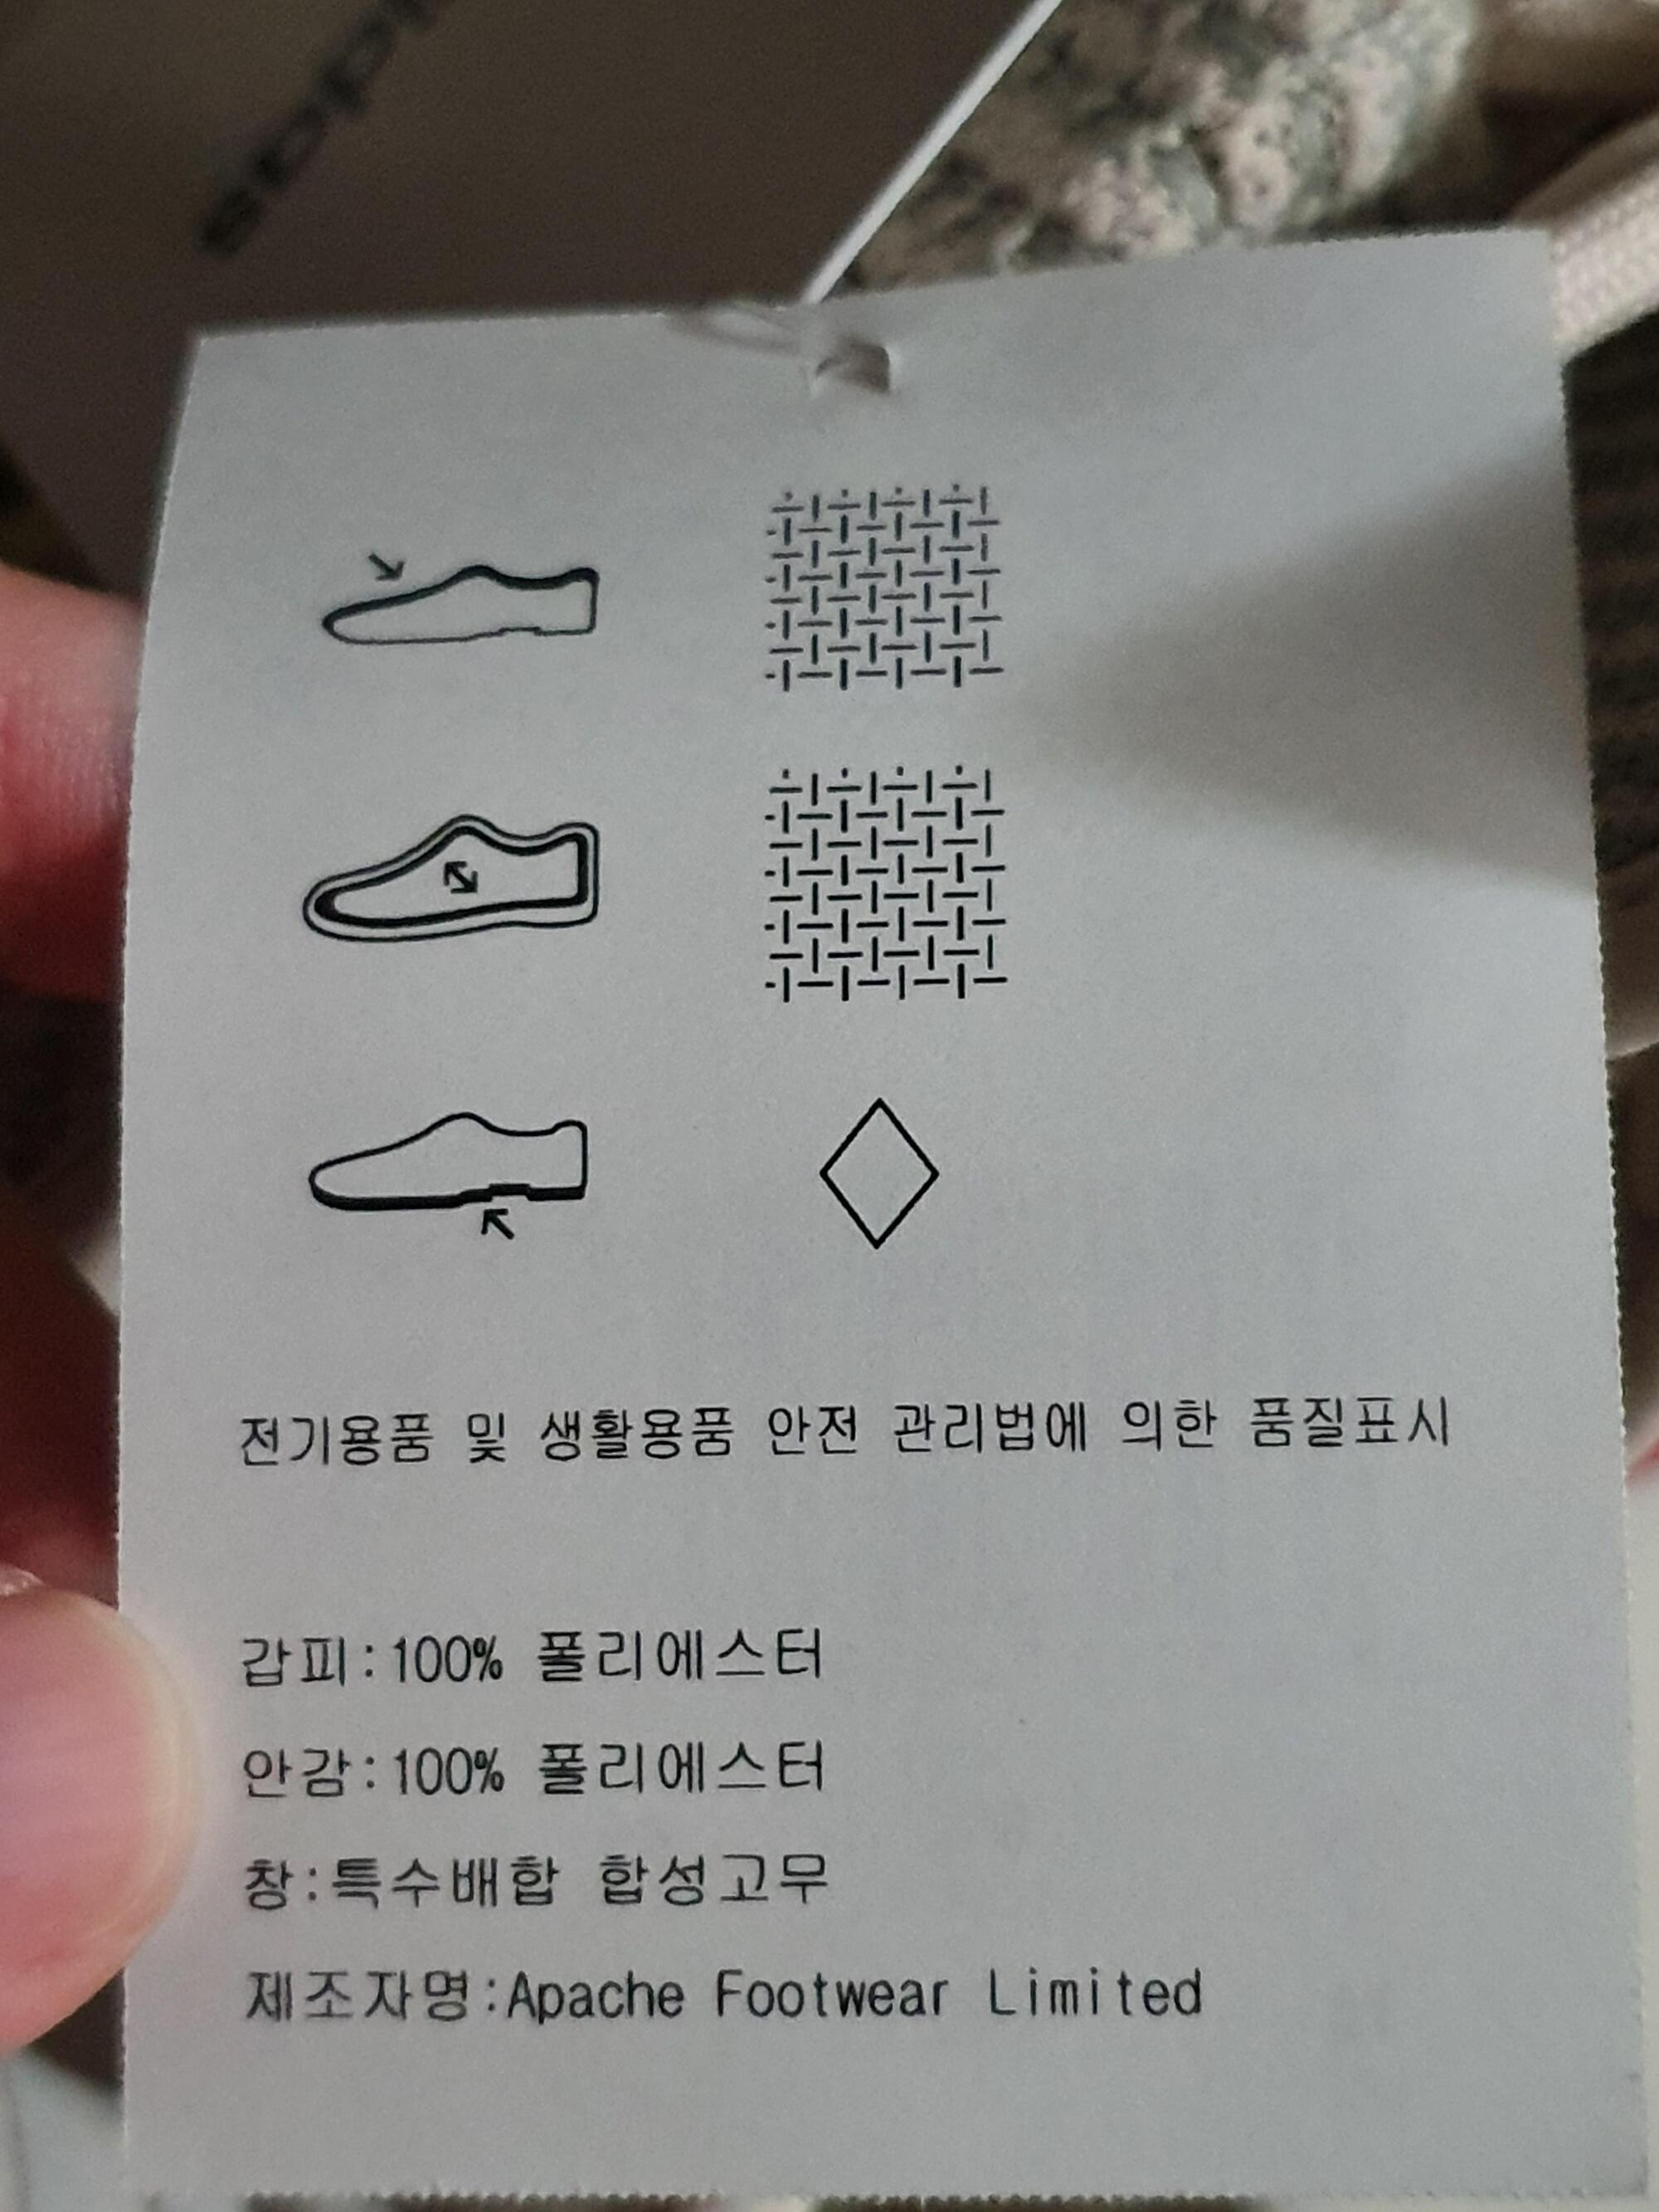 전기용품 및 생활용품 안전 관리법에 의한 품질표시
갑피:100% 폴리에스터
안감:100% 폴리에스터
창:특수배합 합성고무
제조자명:Apache Footwear Limited